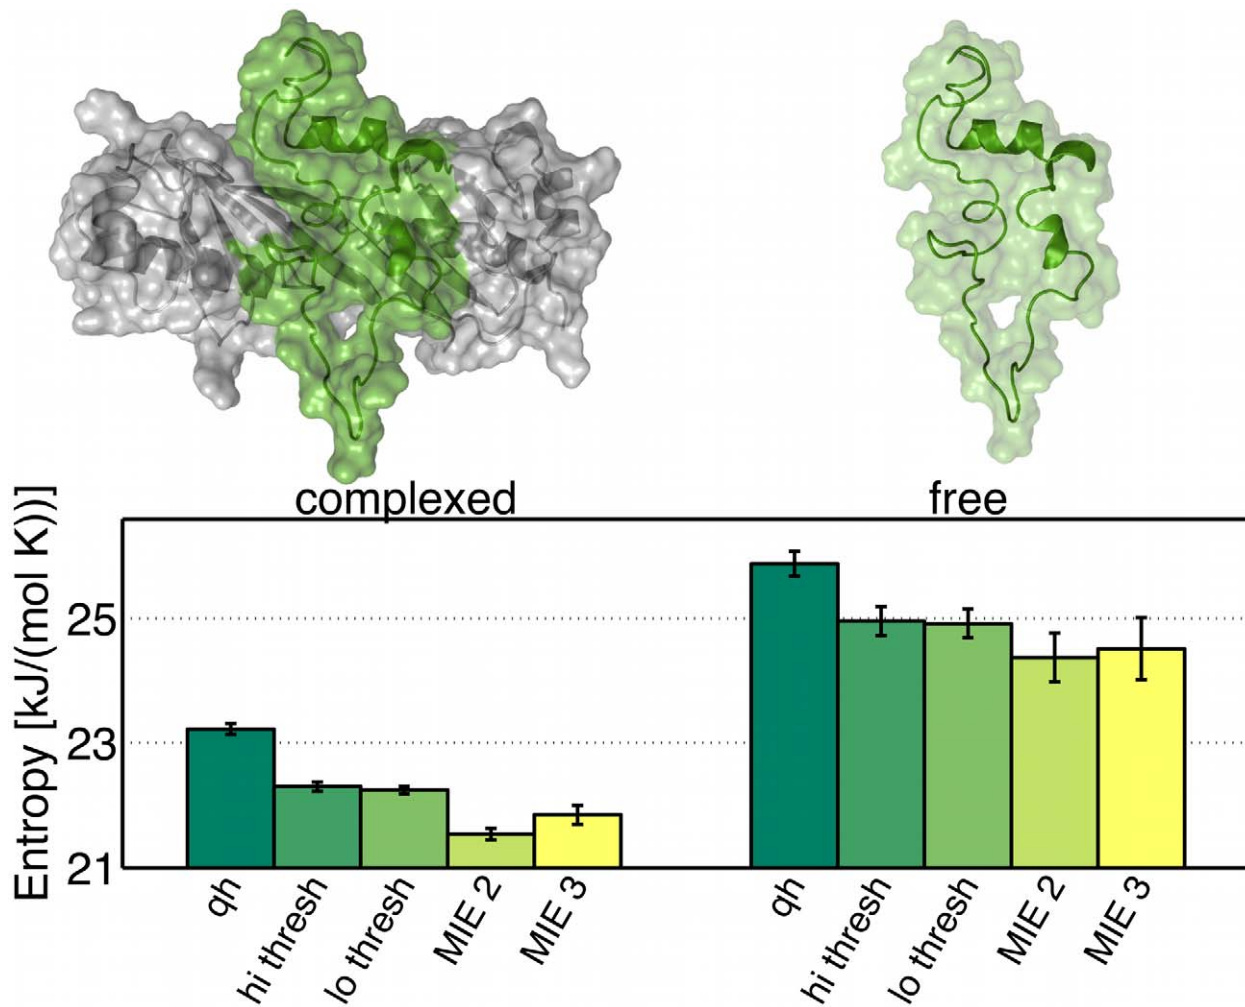 complexed
free
Entropy [kJ/(mol K))]
25
23
21
qh
hi thresh
lo thresh
MIE 2
MIE 3
qh
hi thresh
lo thresh
MIE 2
MIE 3